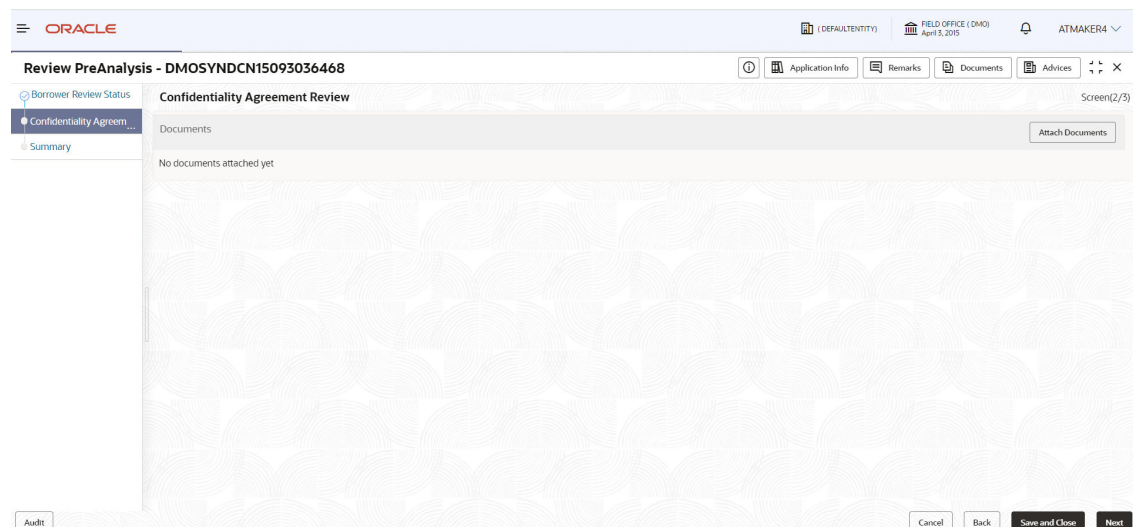 ORACLE
( DEFAULTENTITY)
FIELD OFFICE ( DMO)
April 3, 2015
ATMAKER4
Review PreAnalysis - DMOSYNDCN15093036468
Application Info
Remarks
Documents
Advices
Borrower Review Status
Confidentiality Agreem...
Summary
Confidentiality Agreement Review
Screen(2/3)
Documents
Attach Documents
No documents attached yet
Audit
Cancel
Back
Save and Close
Next